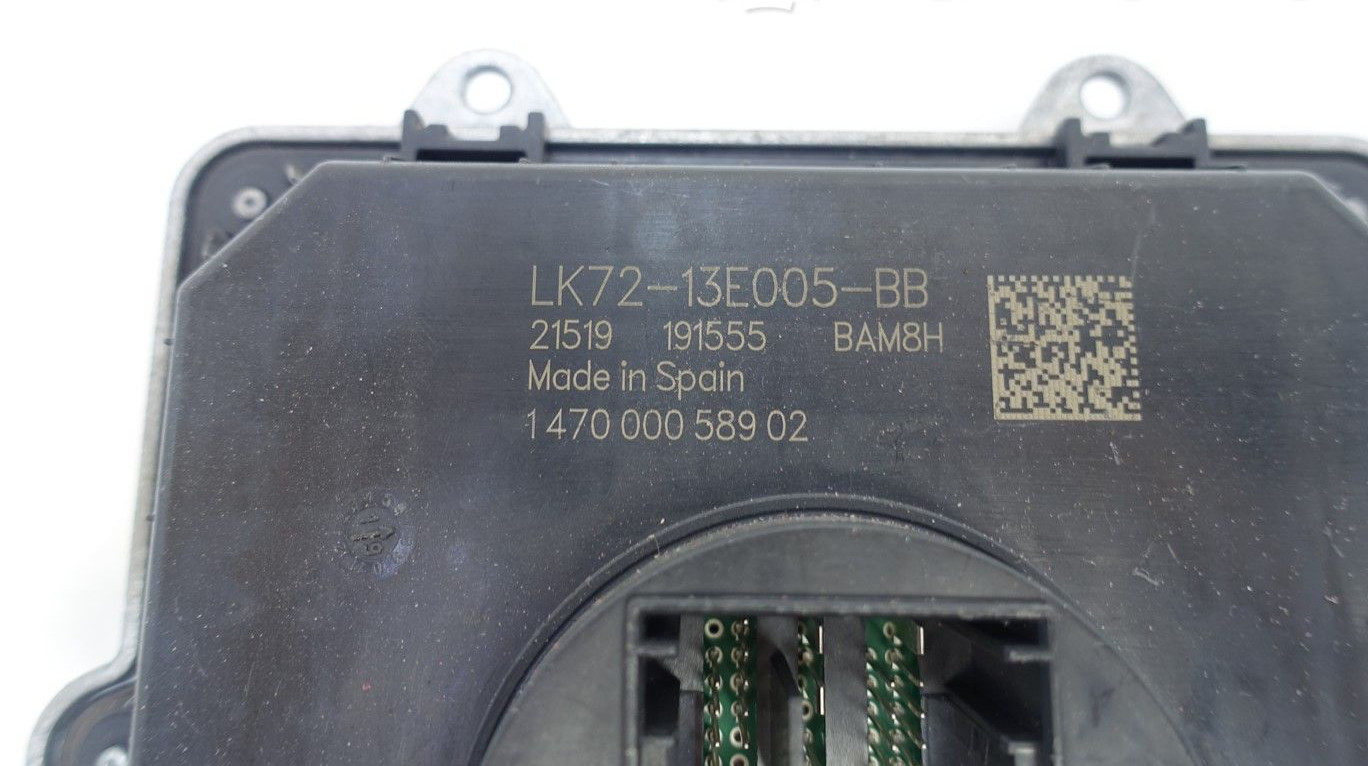 LK72-13E005-BB
21519 191555 BAM8H
Made in Spain
1 470 000 589 02